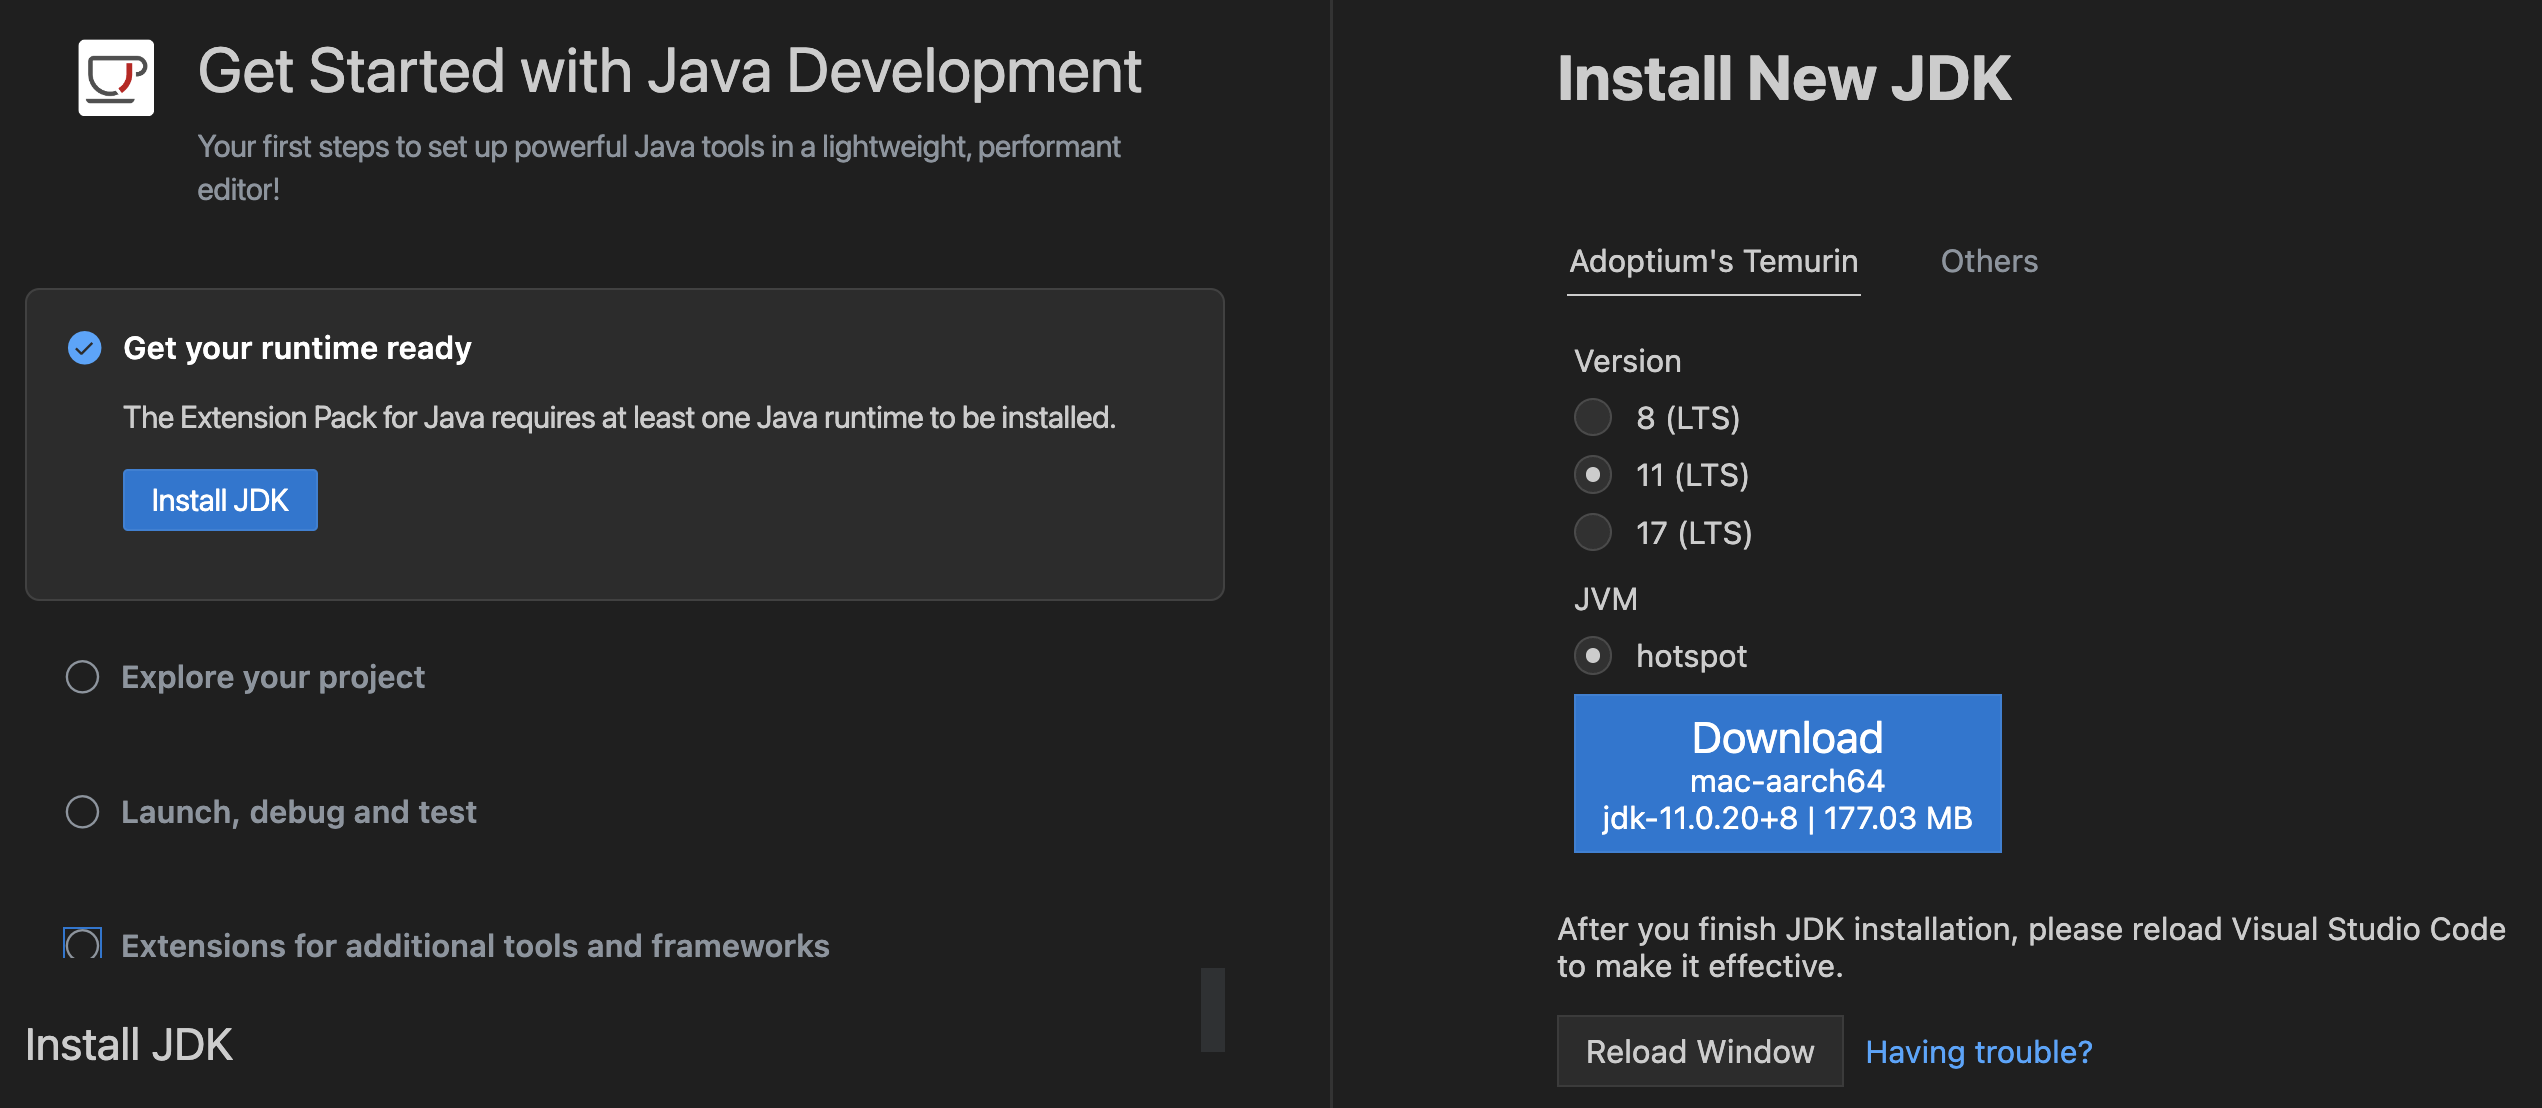 Get Started with Java Development
Your first steps to set up powerful Java tools in a lightweight, performant
editor!
Get your runtime ready
The Extension Pack for Java requires at least one Java runtime to be installed.
Install JDK
Explore your project
Launch, debug and test
Extensions for additional tools and frameworks
Install JDK
Install New JDK
Adoptium's Temurin
Others
Version
8 (LTS)
11 (LTS)
17 (LTS)
JVM
hotspot
Download
mac-aarch64
jdk-11.0.20+8 | 177.03 MB
After you finish JDK installation, please reload Visual Studio Code
to make it effective.
Reload Window
Having trouble?